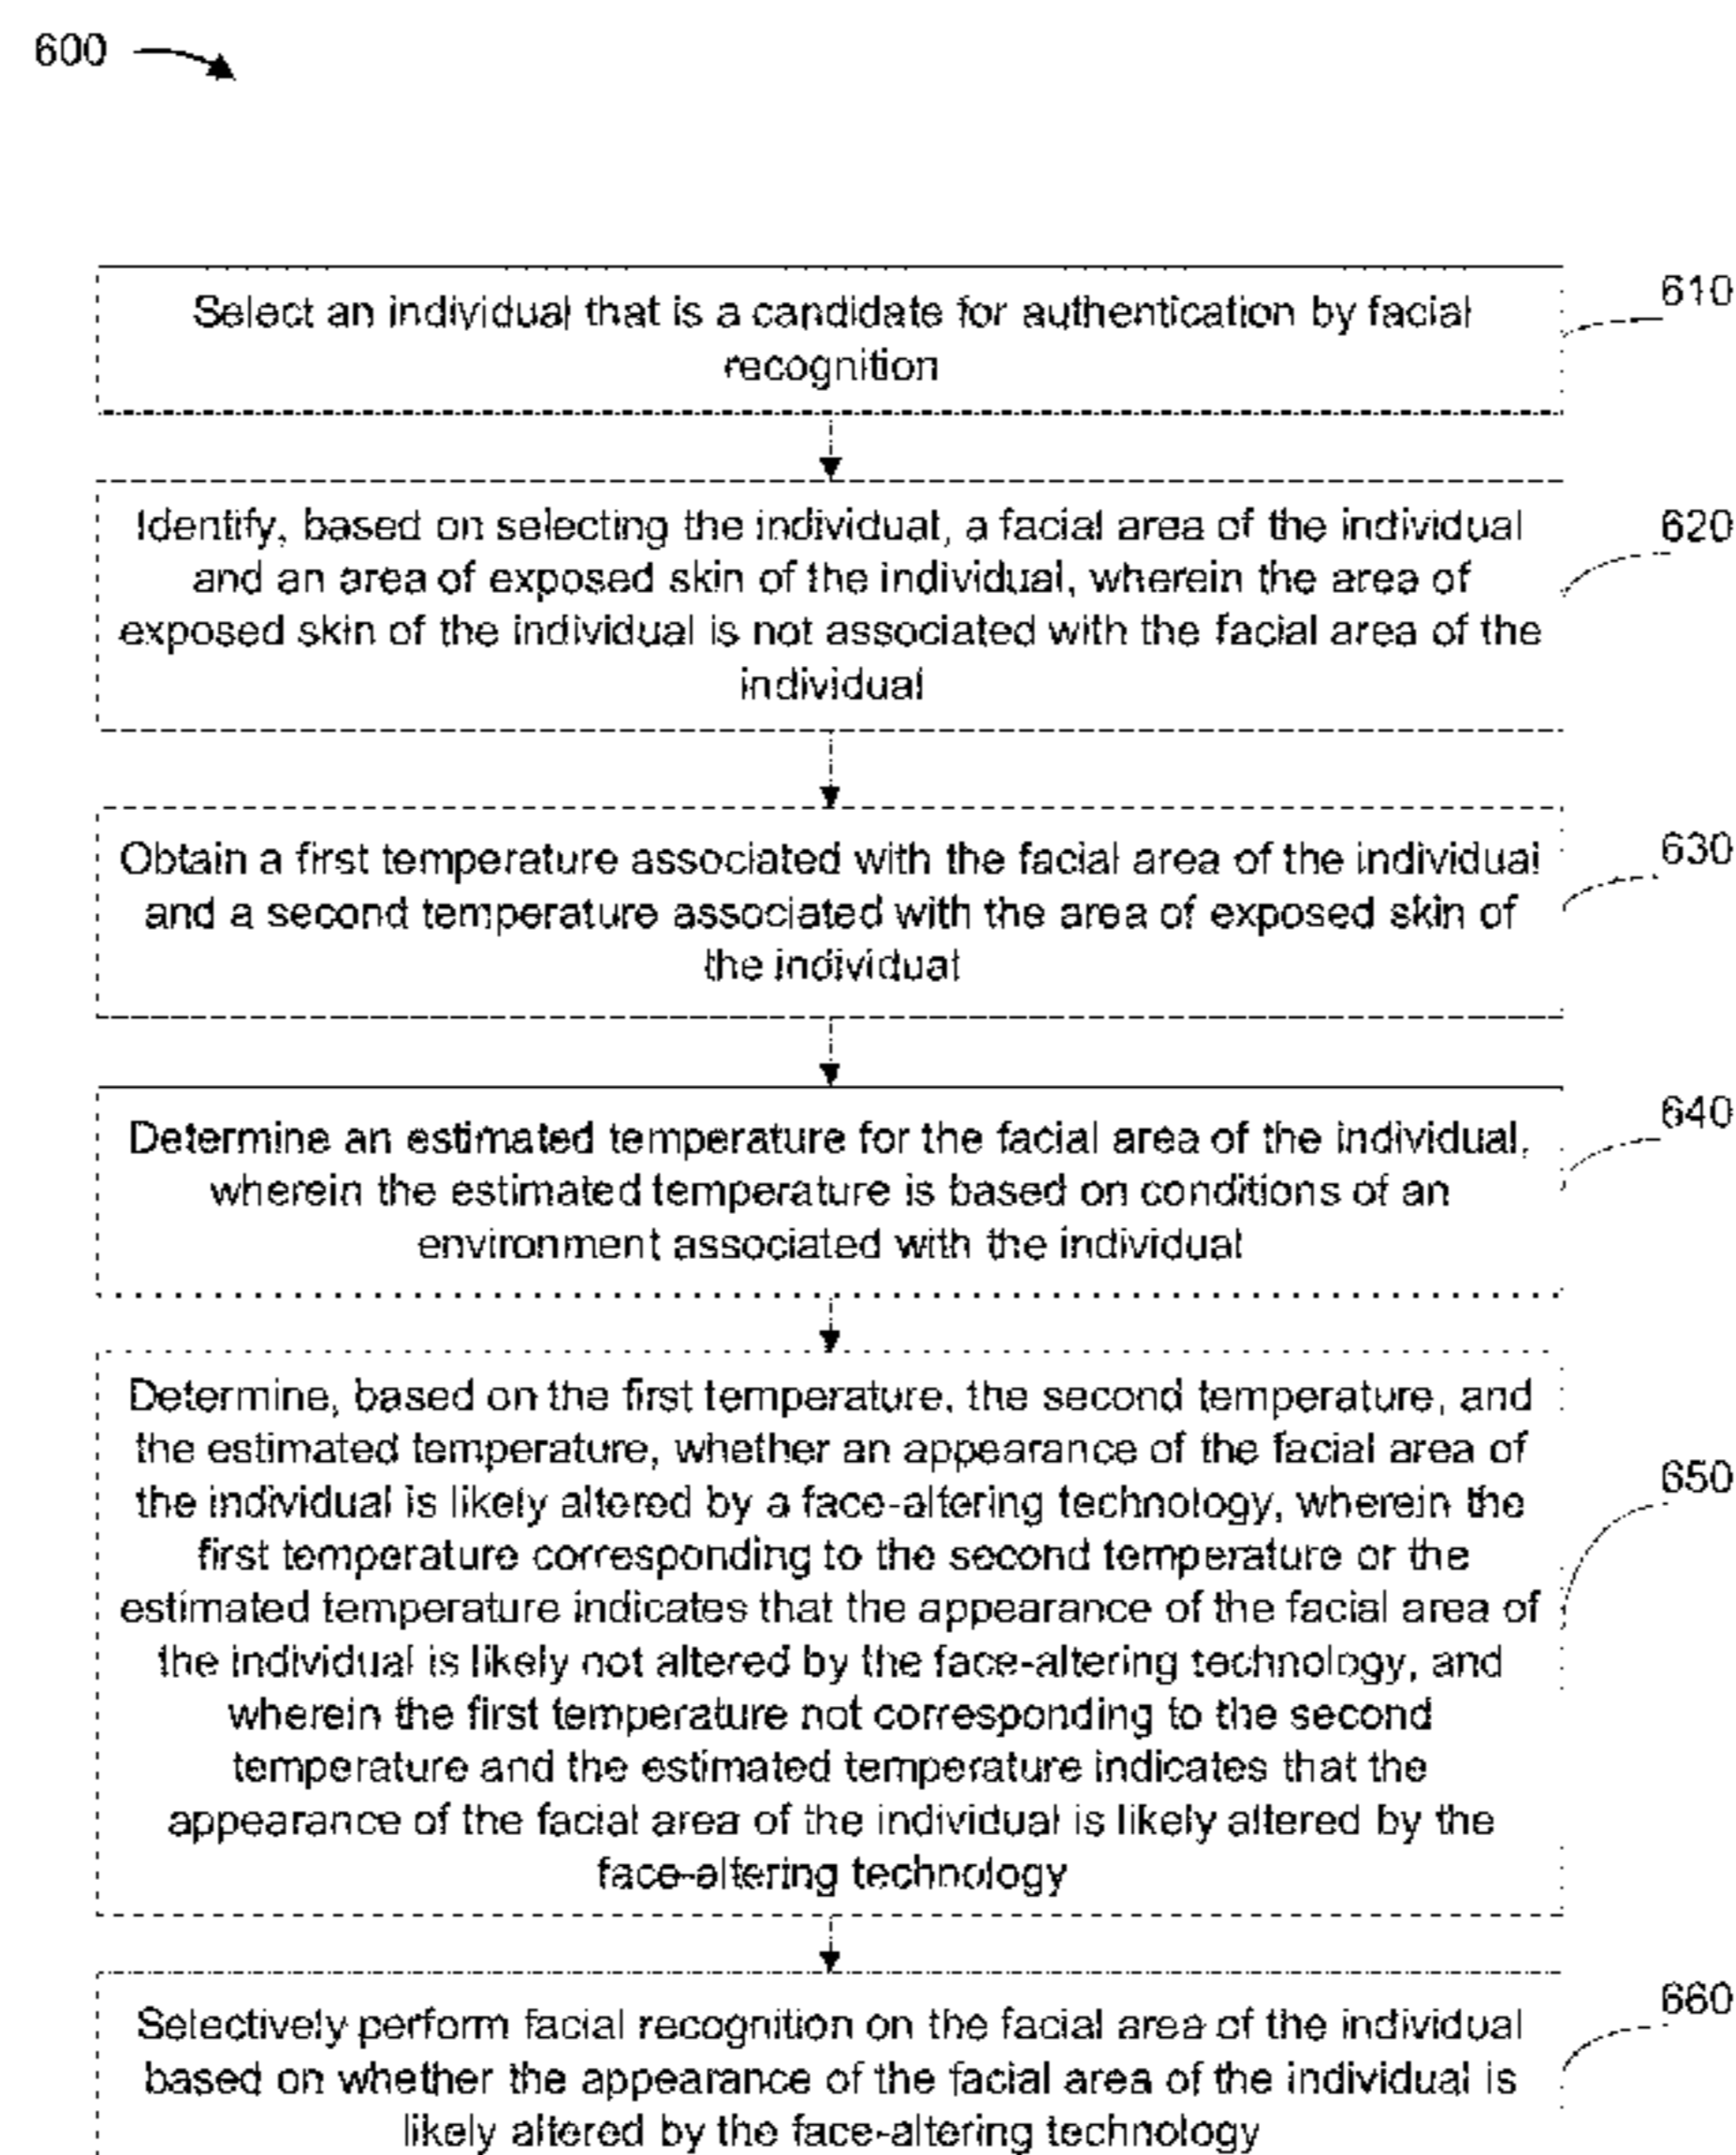 600
Select an individual that is a candidate for authentication by facial
recognition
610
Identify, based on selecting the individual, a facial area of the individual
and an area of exposed skin of the individual, wherein the area of
exposed skin of the individual is not associated with the facial area of the
individual
620
Obtain a first temperature associated with the facial area of the individual
and a second temperature associated with the area of exposed skin of
the individual
630
Determine an estimated temperature for the facial area of the individual,
wherein the estimated temperature is based on conditions of an
environment associated with the individual
640
Determine, based on the first temperature, the second temperature, and
the estimated temperature, whether an appearance of the facial area of
the individual is likely altered by a face-altering technology, wherein the
first temperature corresponding to the second temperature or the
estimated temperature indicates that the appearance of the facial area of
the individual is likely not altered by the face-altering technology, and
wherein the first temperature not corresponding to the second
temperature and the estimated temperature indicates that the
appearance of the facial area of the individual is likely altered by the
face-altering technology
650
Selectively perform facial recognition on the facial area of the individual
based on whether the appearance of the facial area of the individual is
likely altered by the face-altering technology
660